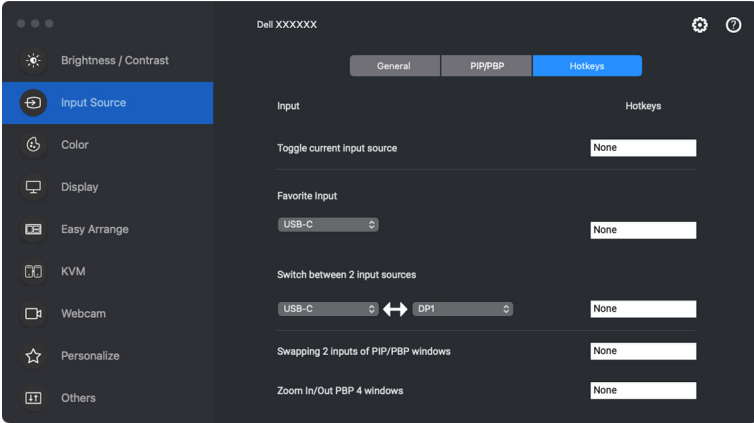 Dell XXXXXX
Brightness / Contrast
Input Source
Color
Display
Easy Arrange
KVM
Webcam
Personalize
Others
General PIP/PBP Hotkeys
Input Hotkeys
Toggle current input source None
Favorite Input
USB-C None
Switch between 2 input sources
USB-C DP1 None
Swapping 2 inputs of PIP/PBP windows None
Zoom In/Out PBP 4 windows None